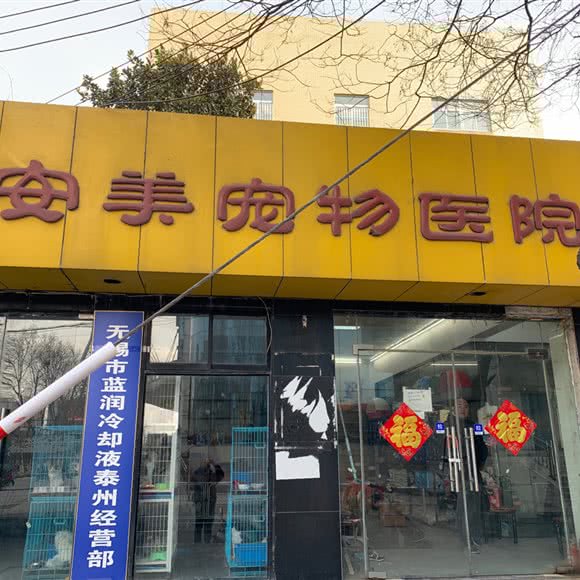 安美宠物医院
无锡市蓝润冷却液泰州经营部
福
福